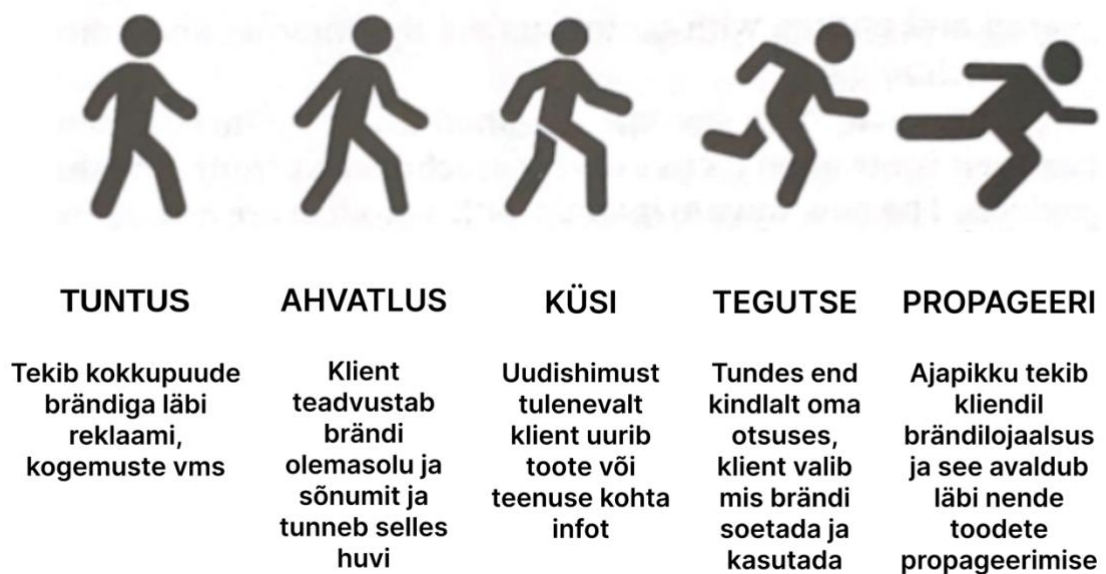 TUNTUS
Tekib kokkupuude
brändiga läbi
reklaami,
kogemuste vms
AHVATLUS
Klient
teadvustab
brändi
olemasolu ja
sõnumit ja
tunneb selles
huvi
KÜSI
Uudishimust
tulenevalt
klient uurib
toote või
teenuse kohta
infot
TEGUTSE
Tundes end
kindlalt oma
otsuses,
klient valib
mis brändi
soetada ja
kasutada
PROPAGEERI
Ajapikku tekib
kliendil
brändilojaalsus
ja see avaldub
läbi nende
toodete
propageerimise